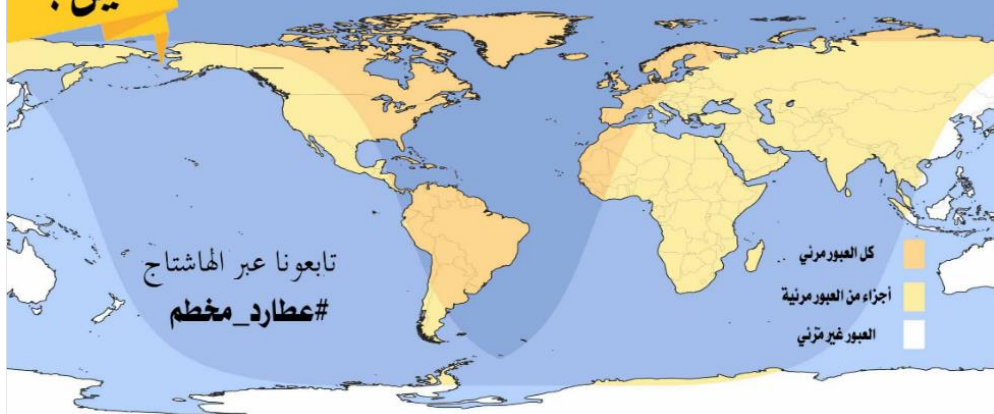 تابعونا عبر الهاشتاج
#عطارد_مخطم
كل العبور مرئي
أجزاء من العبور مرئية
العبور غير مرئي